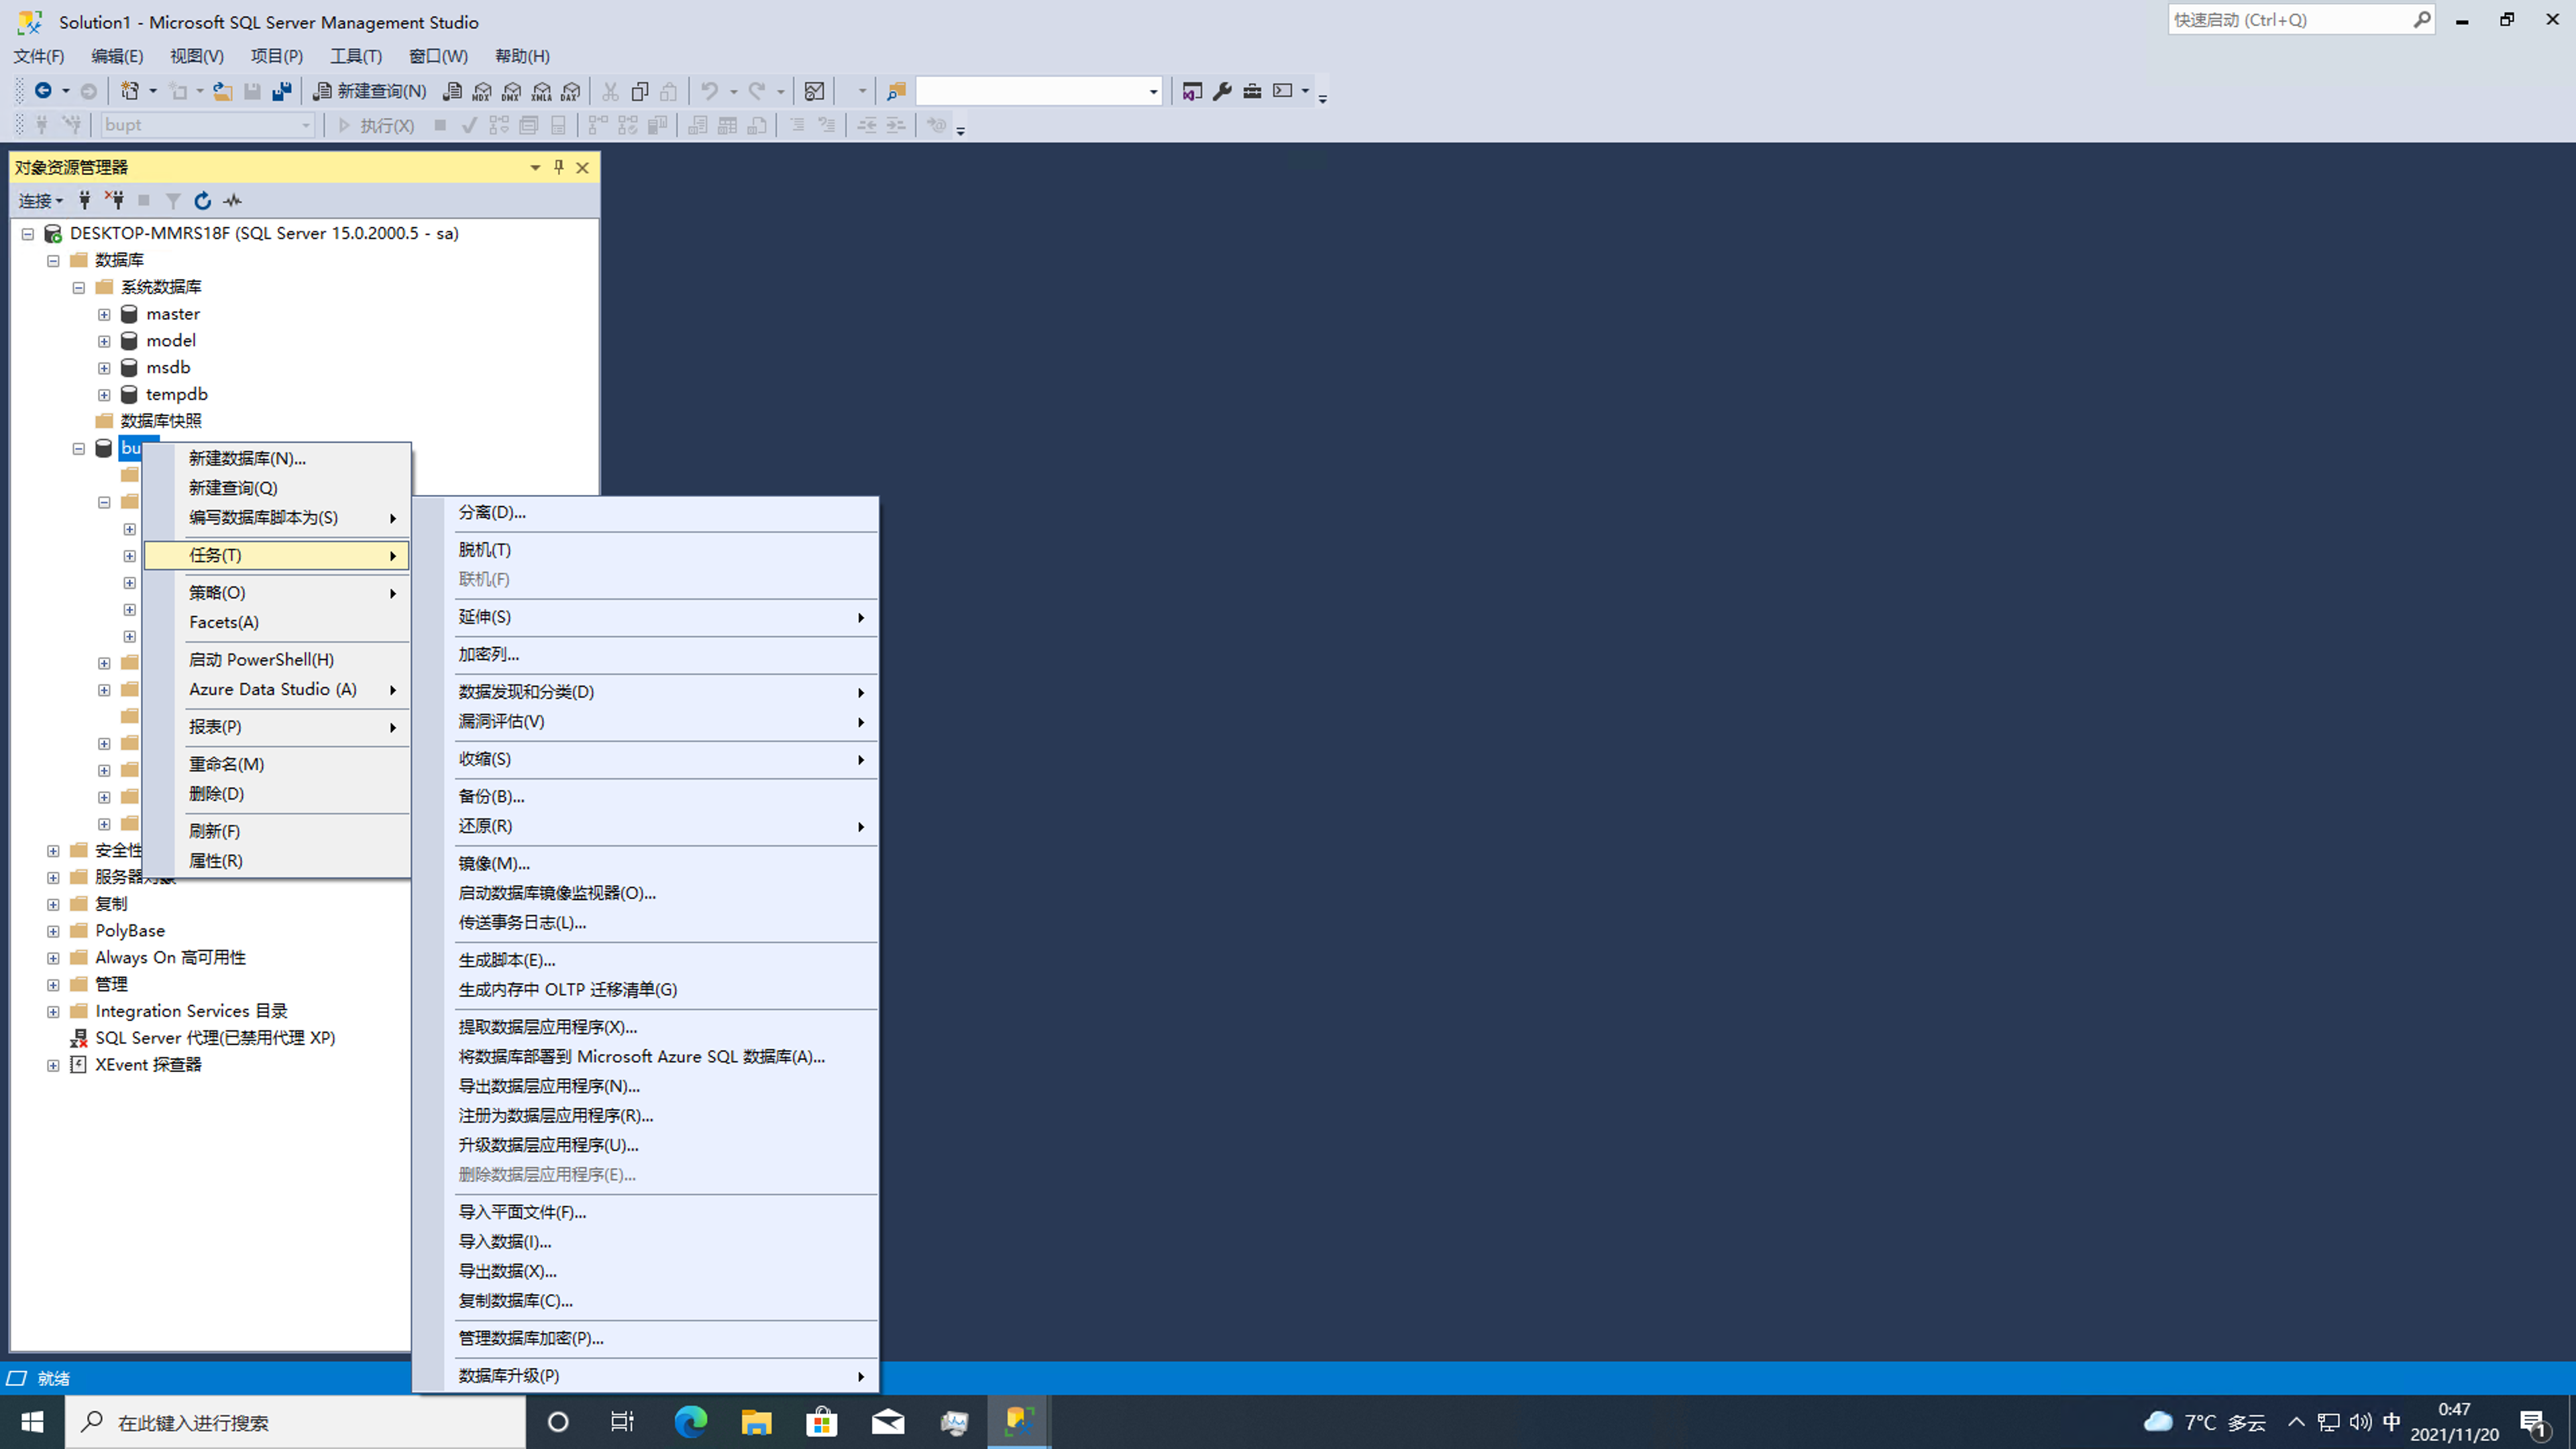 Solution1 - Microsoft SQL Server Management Studio
快速启动 (Ctrl+Q)
文件(F) 编辑(E) 视图(V) 项目(P) 工具(T) 窗口(W) 帮助(H)
新建查询(N) MDX DMX XMLA DAX
bupt 执行(X)
对象资源管理器
连接
DESKTOP-MMRS18F (SQL Server 15.0.2000.5 - sa)
数据库
系统数据库
master
model
msdb
tempdb
数据库快照
bu
新建数据库(N)...
新建查询(Q)
编写数据库脚本为(S)
任务(T)
策略(O)
Facets(A)
启动 PowerShell(H)
Azure Data Studio (A)
报表(P)
重命名(M)
删除(D)
刷新(F)
属性(R)
分离(D)...
脱机(T)
联机(F)
延伸(S)
加密列...
数据发现和分类(D)
漏洞评估(V)
收缩(S)
备份(B)...
还原(R)
镜像(M)...
启动数据库镜像监视器(O)...
传送事务日志(L)...
生成脚本(E)...
生成内存中 OLTP 迁移清单(G)
提取数据层应用程序(X)...
将数据库部署到 Microsoft Azure SQL 数据库(A)...
导出数据层应用程序(N)...
注册为数据层应用程序(R)...
升级数据层应用程序(U)...
删除数据层应用程序(E)...
导入平面文件(F)...
导入数据(I)...
导出数据(X)...
复制数据库(C)...
管理数据库加密(P)...
数据库升级(P)
安全性
服务器对象
复制
PolyBase
Always On 高可用性
管理
Integration Services 目录
SQL Server 代理(已禁用代理 XP)
XEvent 探查器
就绪
在此键入进行搜索
7°C 多云
中
0:47
2021/11/20
1